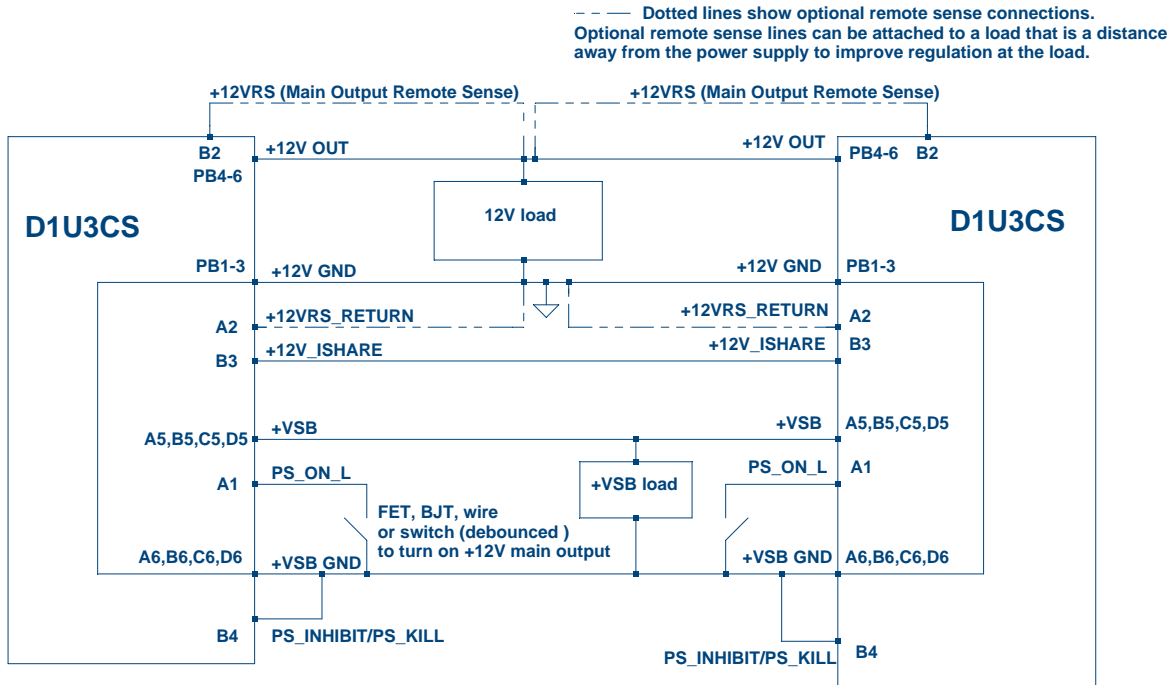 Dotted lines show optional remote sense connections.
Optional remote sense lines can be attached to a load that is a distance
away from the power supply to improve regulation at the load.
+12VRS (Main Output Remote Sense)
+12VRS (Main Output Remote Sense)
B2
+12V OUT
+12V OUT
PB4-6
B2
PB4-6
D1U3CS
12V load
D1U3CS
PB1-3
+12V GND
+12V GND
PB1-3
A2
+12VRS_RETURN
+12VRS_RETURN
A2
B3
+12V_ISHARE
+12V_ISHARE
B3
A5,B5,C5,D5
+VSB
+VSB
A5,B5,C5,D5
A1
PS_ON_L
+VSB load
PS_ON_L
A1
FET, BJT, wire
or switch (debounced )
to turn on +12V main output
A6,B6,C6,D6
+VSB GND
+VSB GND
A6,B6,C6,D6
B4
PS_INHIBIT/PS_KILL
PS_INHIBIT/PS_KILL
B4